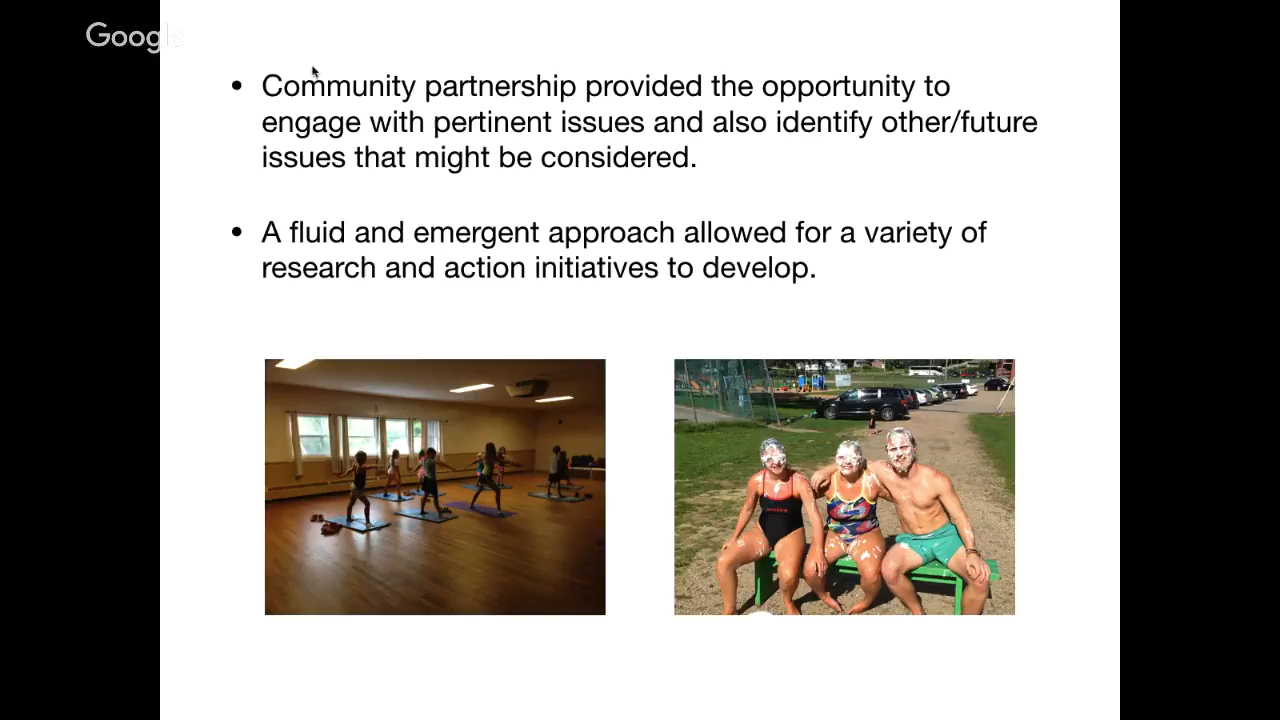 Google
• Community partnership provided the opportunity to
engage with pertinent issues and also identify other/future
issues that might be considered.
• A fluid and emergent approach allowed for a variety of
research and action initiatives to develop.